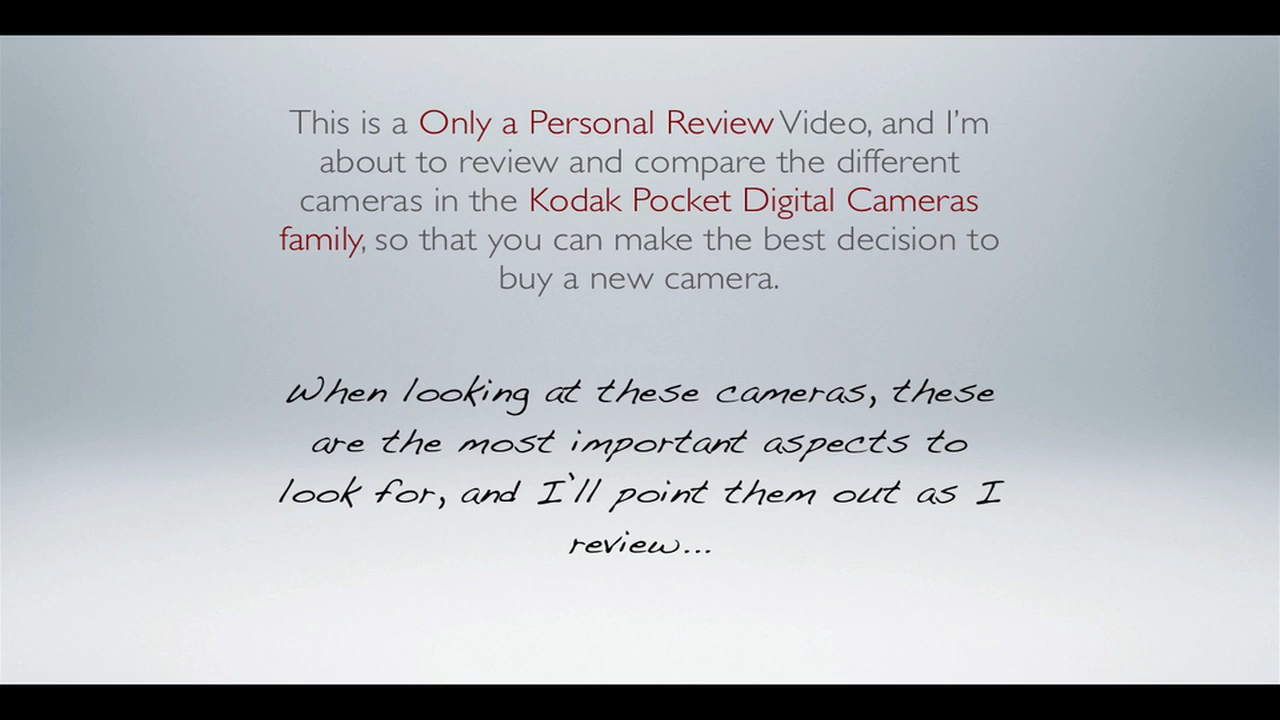 This is a Only a Personal Review Video, and I'm
about to review and compare the different
cameras in the Kodak Pocket Digital Cameras
family, so that you can make the best decision to
buy a new camera.
When looking at these cameras, these
are the most important aspects to
look for, and I'll point them out as I
review...